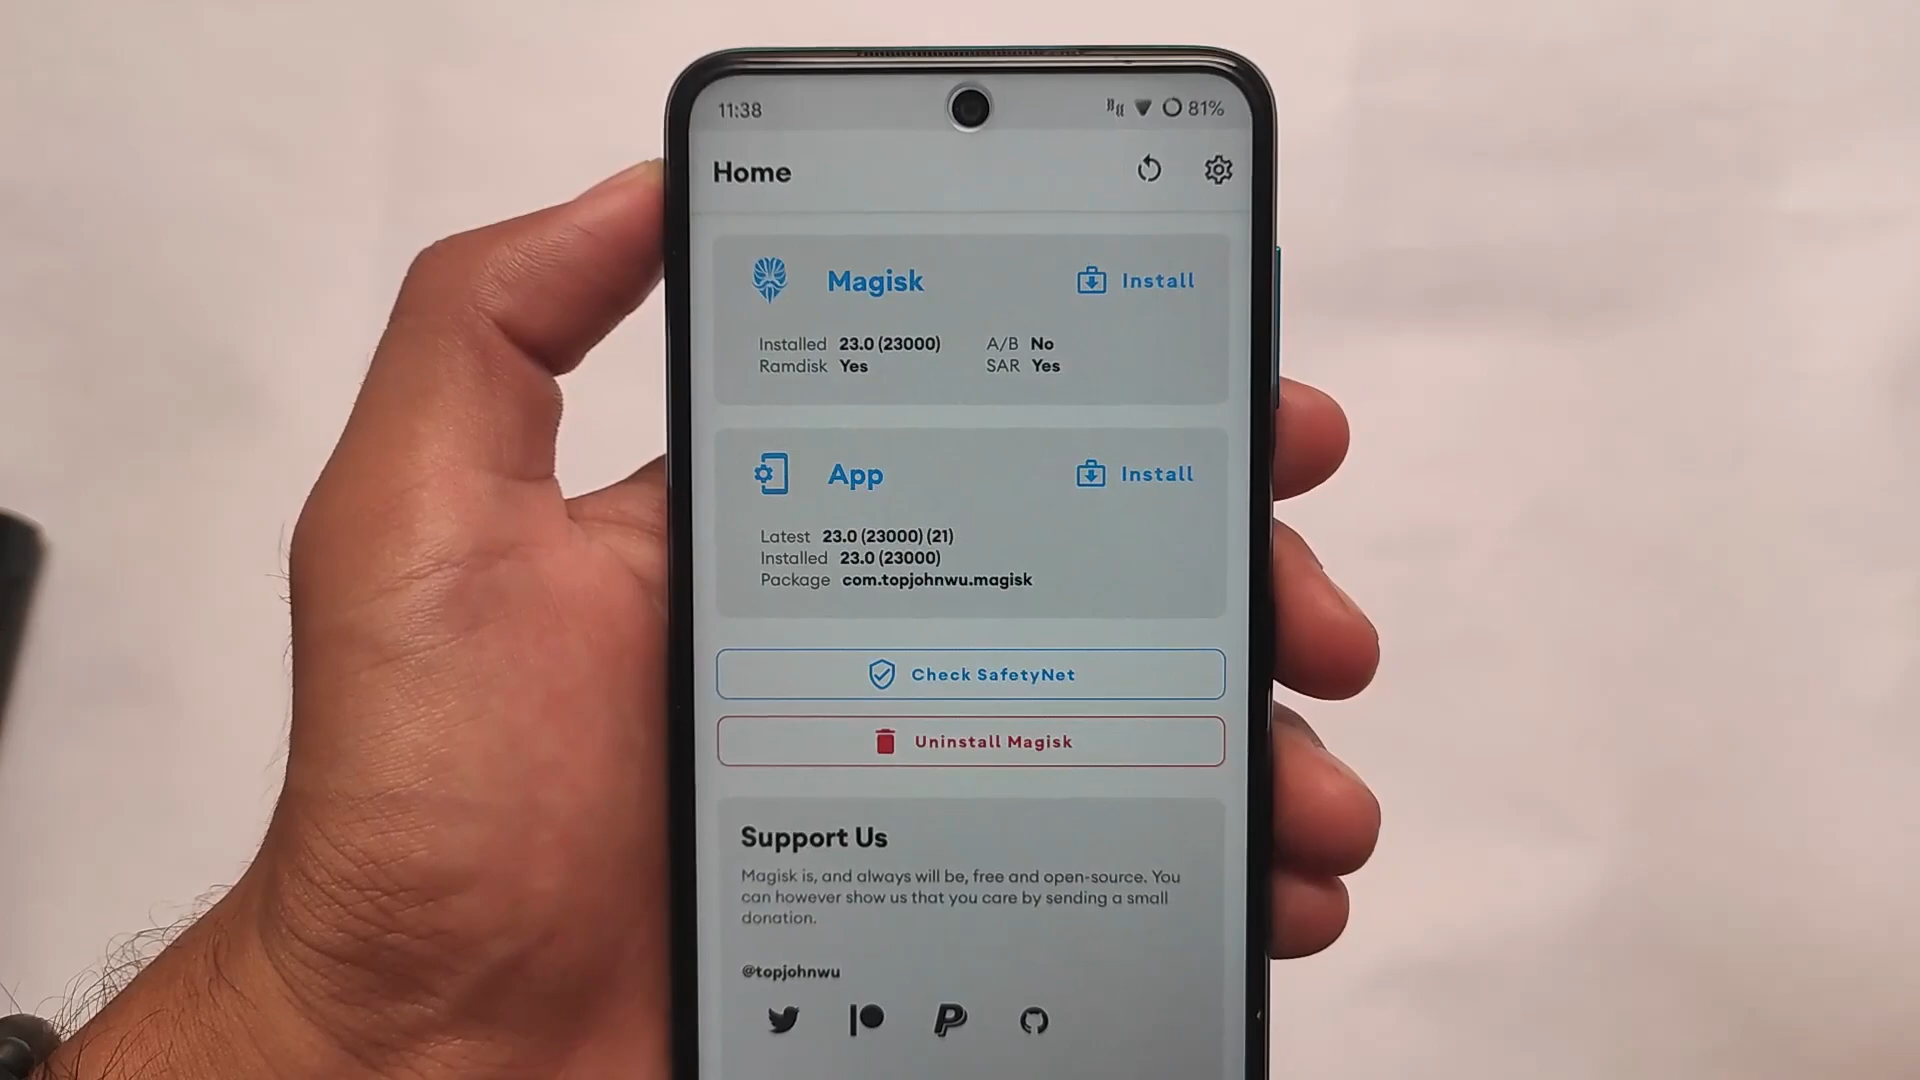 11:38
81%
Home
Magisk
Install
Installed 23.0 (23000)
A/B No
Ramdisk Yes
SAR Yes
App
Install
Latest 23.0 (23000) (21)
Installed 23.0 (23000)
Package com.topjohnwu.magisk
Check SafetyNet
Uninstall Magisk
Support Us
Magisk is, and always will be, free and open-source. You
can however show us that you care by sending a small
donation.
@topjohnwu